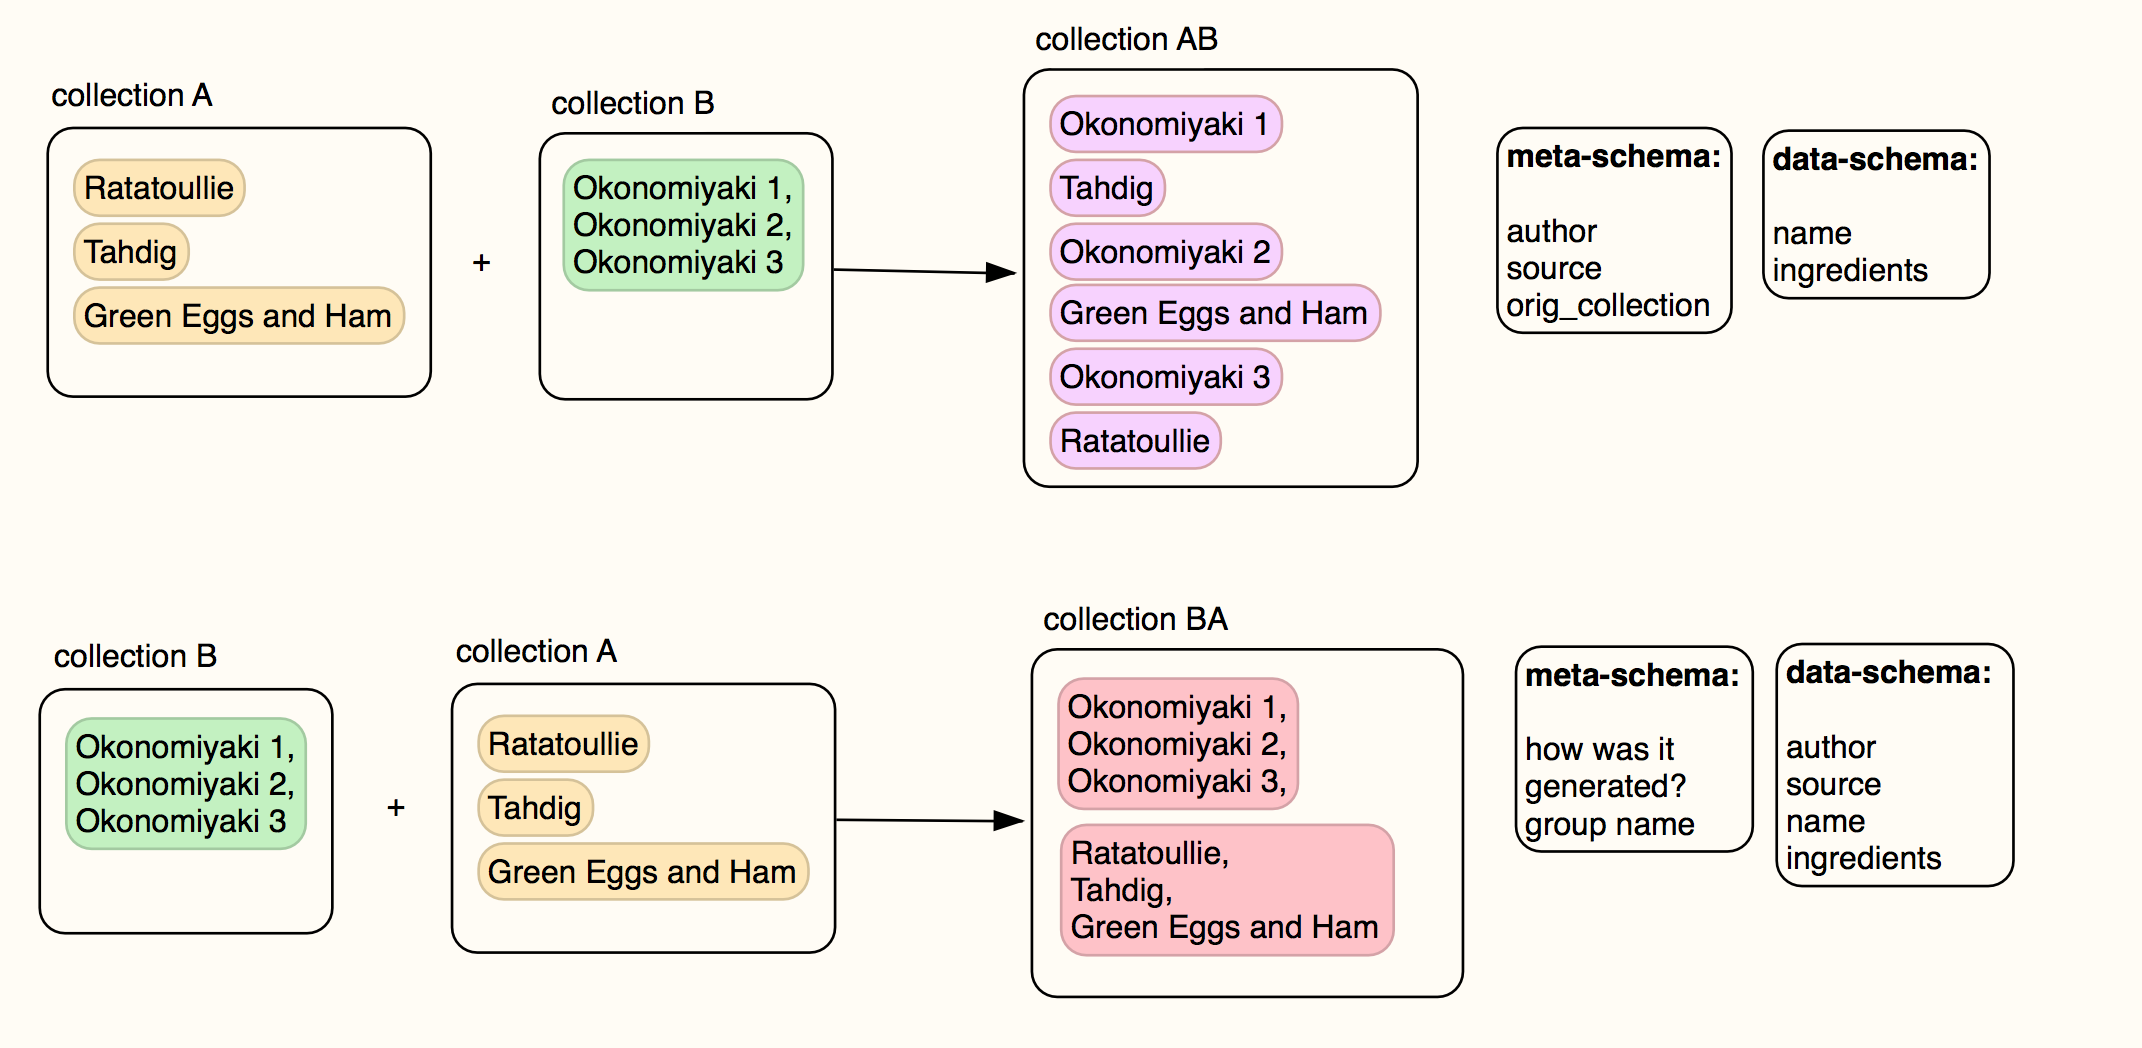 collection A
Ratatoullie
Tahdig
Green Eggs and Ham
+
collection B
Okonomiyaki 1,
Okonomiyaki 2,
Okonomiyaki 3
collection AB
Okonomiyaki 1
Tahdig
Okonomiyaki 2
Green Eggs and Ham
Okonomiyaki 3
Ratatoullie
meta-schema:
author
source
orig_collection
data-schema:
name
ingredients
collection B
Okonomiyaki 1,
Okonomiyaki 2,
Okonomiyaki 3
+
collection A
Ratatoullie
Tahdig
Green Eggs and Ham
collection BA
Okonomiyaki 1,
Okonomiyaki 2,
Okonomiyaki 3,
Ratatoullie,
Tahdig,
Green Eggs and Ham
meta-schema:
how was it
generated?
group name
data-schema:
author
source
name
ingredients